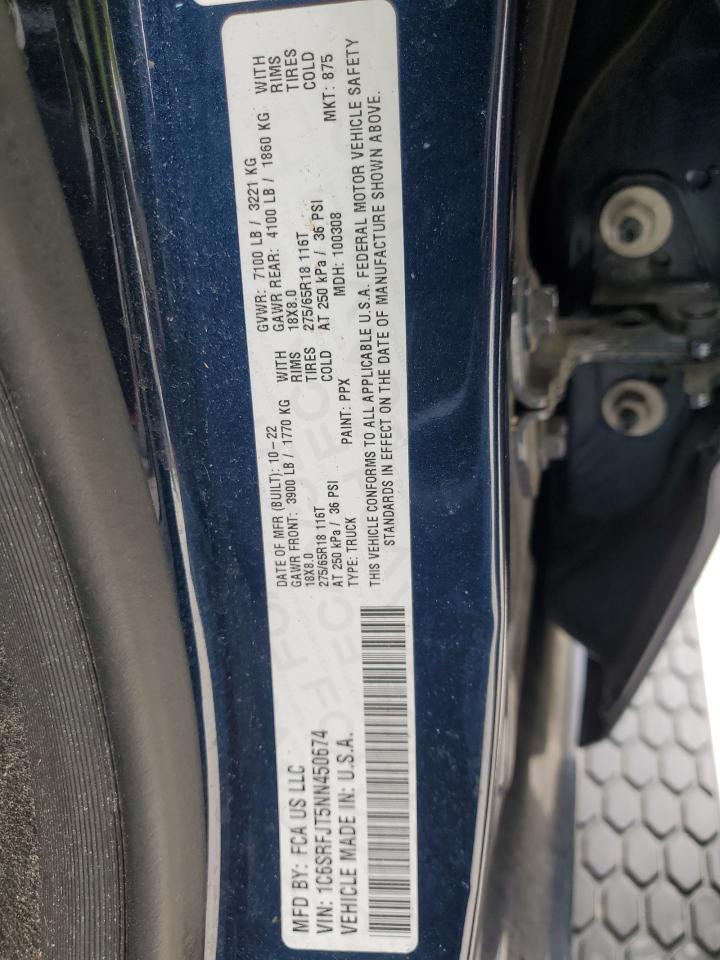 MFD BY: FCA US LLC
VIN: 1C6SRFJT5NN450674
VEHICLE MADE IN: U.S.A.
DATE OF MFR (BUILT): 10-22 GVWR: 7100 LB / 3221 KG
GAWR FRONT: 3900 LB / 1770 KG WITH GAWR REAR: 4100 LB / 1860 KG WITH
18X8.0 RIMS 18X8.0 RIMS
275/65R18 116T TIRES 275/65R18 116T TIRES
AT 250 kPa / 36 PSI COLD AT 250 kPa / 36 PSI COLD
TYPE: TRUCK PAINT: PPX MDH: 100308 MKT: 875
THIS VEHICLE CONFORMS TO ALL APPLICABLE U.S.A. FEDERAL MOTOR VEHICLE SAFETY
STANDARDS IN EFFECT ON THE DATE OF MANUFACTURE SHOWN ABOVE.